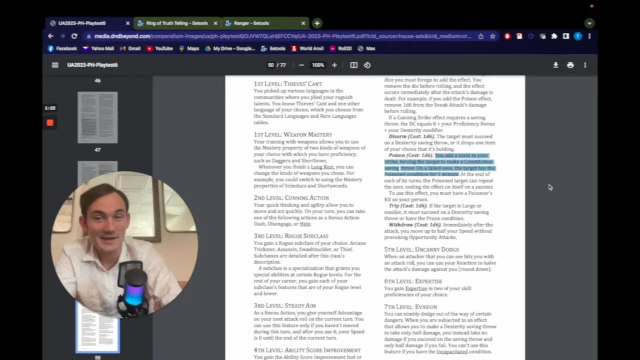 UA2023-PH-Playtest6
Ring of Truth Telling - 5etools
Ranger - 5etools
Facebook
Yahoo Mail
Gmail
YouTube
Maps
My Drive - Google...
5etools
World Anvil
Roll20
MAL
50 / 77
100%
46
47
50
1ST LEVEL: THIEVES' CANT
You picked up various languages in the
communities where you plied your roguish
talents. You know Thieves' Cant and one other
language of your choice, which you choose from
the Standard Languages and Rare Languages
tables.
1ST LEVEL: WEAPON MASTERY
Your training with weapons allows you to use
the Mastery property of two kinds of weapons of
your choice with which you have proficiency,
such as Daggers and Shortbows.
Whenever you finish a Long Rest, you can
change the kinds of weapons you chose. For
example, you could switch to using the Mastery
properties of Scimitars and Shortswords.
2ND LEVEL: CUNNING ACTION
Your quick thinking and agility allow you to
move and act quickly. On your turn, you can take
one of the following actions as a Bonus Action:
Dash, Disengage, or Hide.
3RD LEVEL: ROGUE SUBCLASS
You gain a Rogue subclass of your choice. Arcane
Trickster, Assassin, Swashbuckler, or Thief.
Subclasses are detailed after this class's
description.
A subclass is a specialization that grants you
special abilities at certain Rogue levels. For the
rest of your career, you gain each of your
subclass's features that are of your Rogue level
and lower.
3RD LEVEL: STEADY AIM
As a Bonus Action, you give yourself Advantage
on your next attack roll on the current turn. You
can use this feature only if you haven't moved
during this turn, and after you use it, your Speed
is 0 until the end of the current turn.
4TH LEVEL: ABILITY SCORE IMPROVEMENT
You gain the Ability Score Improvement feat or
dice you must forego to add the effect. You
remove the die before rolling, and the effect
occurs immediately after the attack's damage is
dealt. For example, if you add the Poison effect,
remove 1d6 from the Sneak Attack's damage
before rolling.
If a Cunning Strike effect requires a saving
throw, the DC equals 8 + your Proficiency Bonus
+ your Dexterity modifier.
Disarm (Cost: 1d6). The target must succeed
on a Dexterity saving throw, or it drops one item
of your choice that it's holding.
Poison (Cost: 1d6). You add a toxin to your
strike, forcing the target to make a Constitution
saving throw. On a failed save, the target has the
Poisoned condition for 1 minute. At the end of
each of its turns, the Poisoned target can repeat
the save, ending the effect on itself on a success.
To use this effect, you must have a Poisoner's
Kit on your person.
Trip (Cost: 1d6). If the target is Large or
smaller, it must succeed on a Dexterity saving
throw or have the Prone condition.
Withdraw (Cost: 1d6). Immediately after the
attack, you move up to half your Speed without
provoking Opportunity Attacks.
5TH LEVEL: UNCANNY DODGE
When an attacker that you can see hits you with
an attack roll, you can use your Reaction to halve
the attack's damage against you (round down).
6TH LEVEL: EXPERTISE
You gain Expertise in two of your skill
proficiencies of your choice.
7TH LEVEL: EVASION
You can nimbly dodge out of the way of certain
dangers. When you are subjected to an effect
that allows you to make a Dexterity saving throw
to take only half damage, you instead take no
damage if you succeed on the saving throw and
only half damage if you fail. You can't use this
feature if you have the Incapacitated condition.